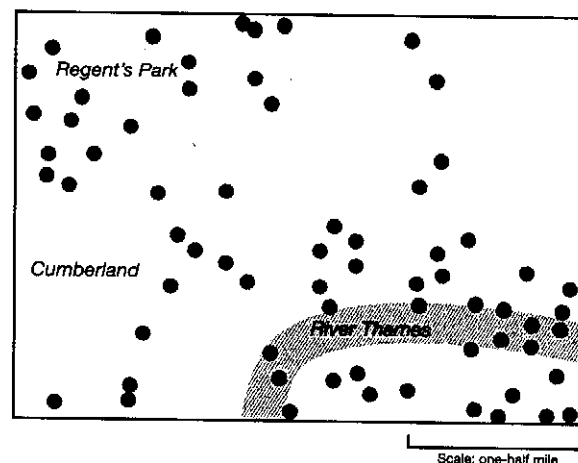 Regent's Park
Cumberland
River Thames
Scale: one-half mile